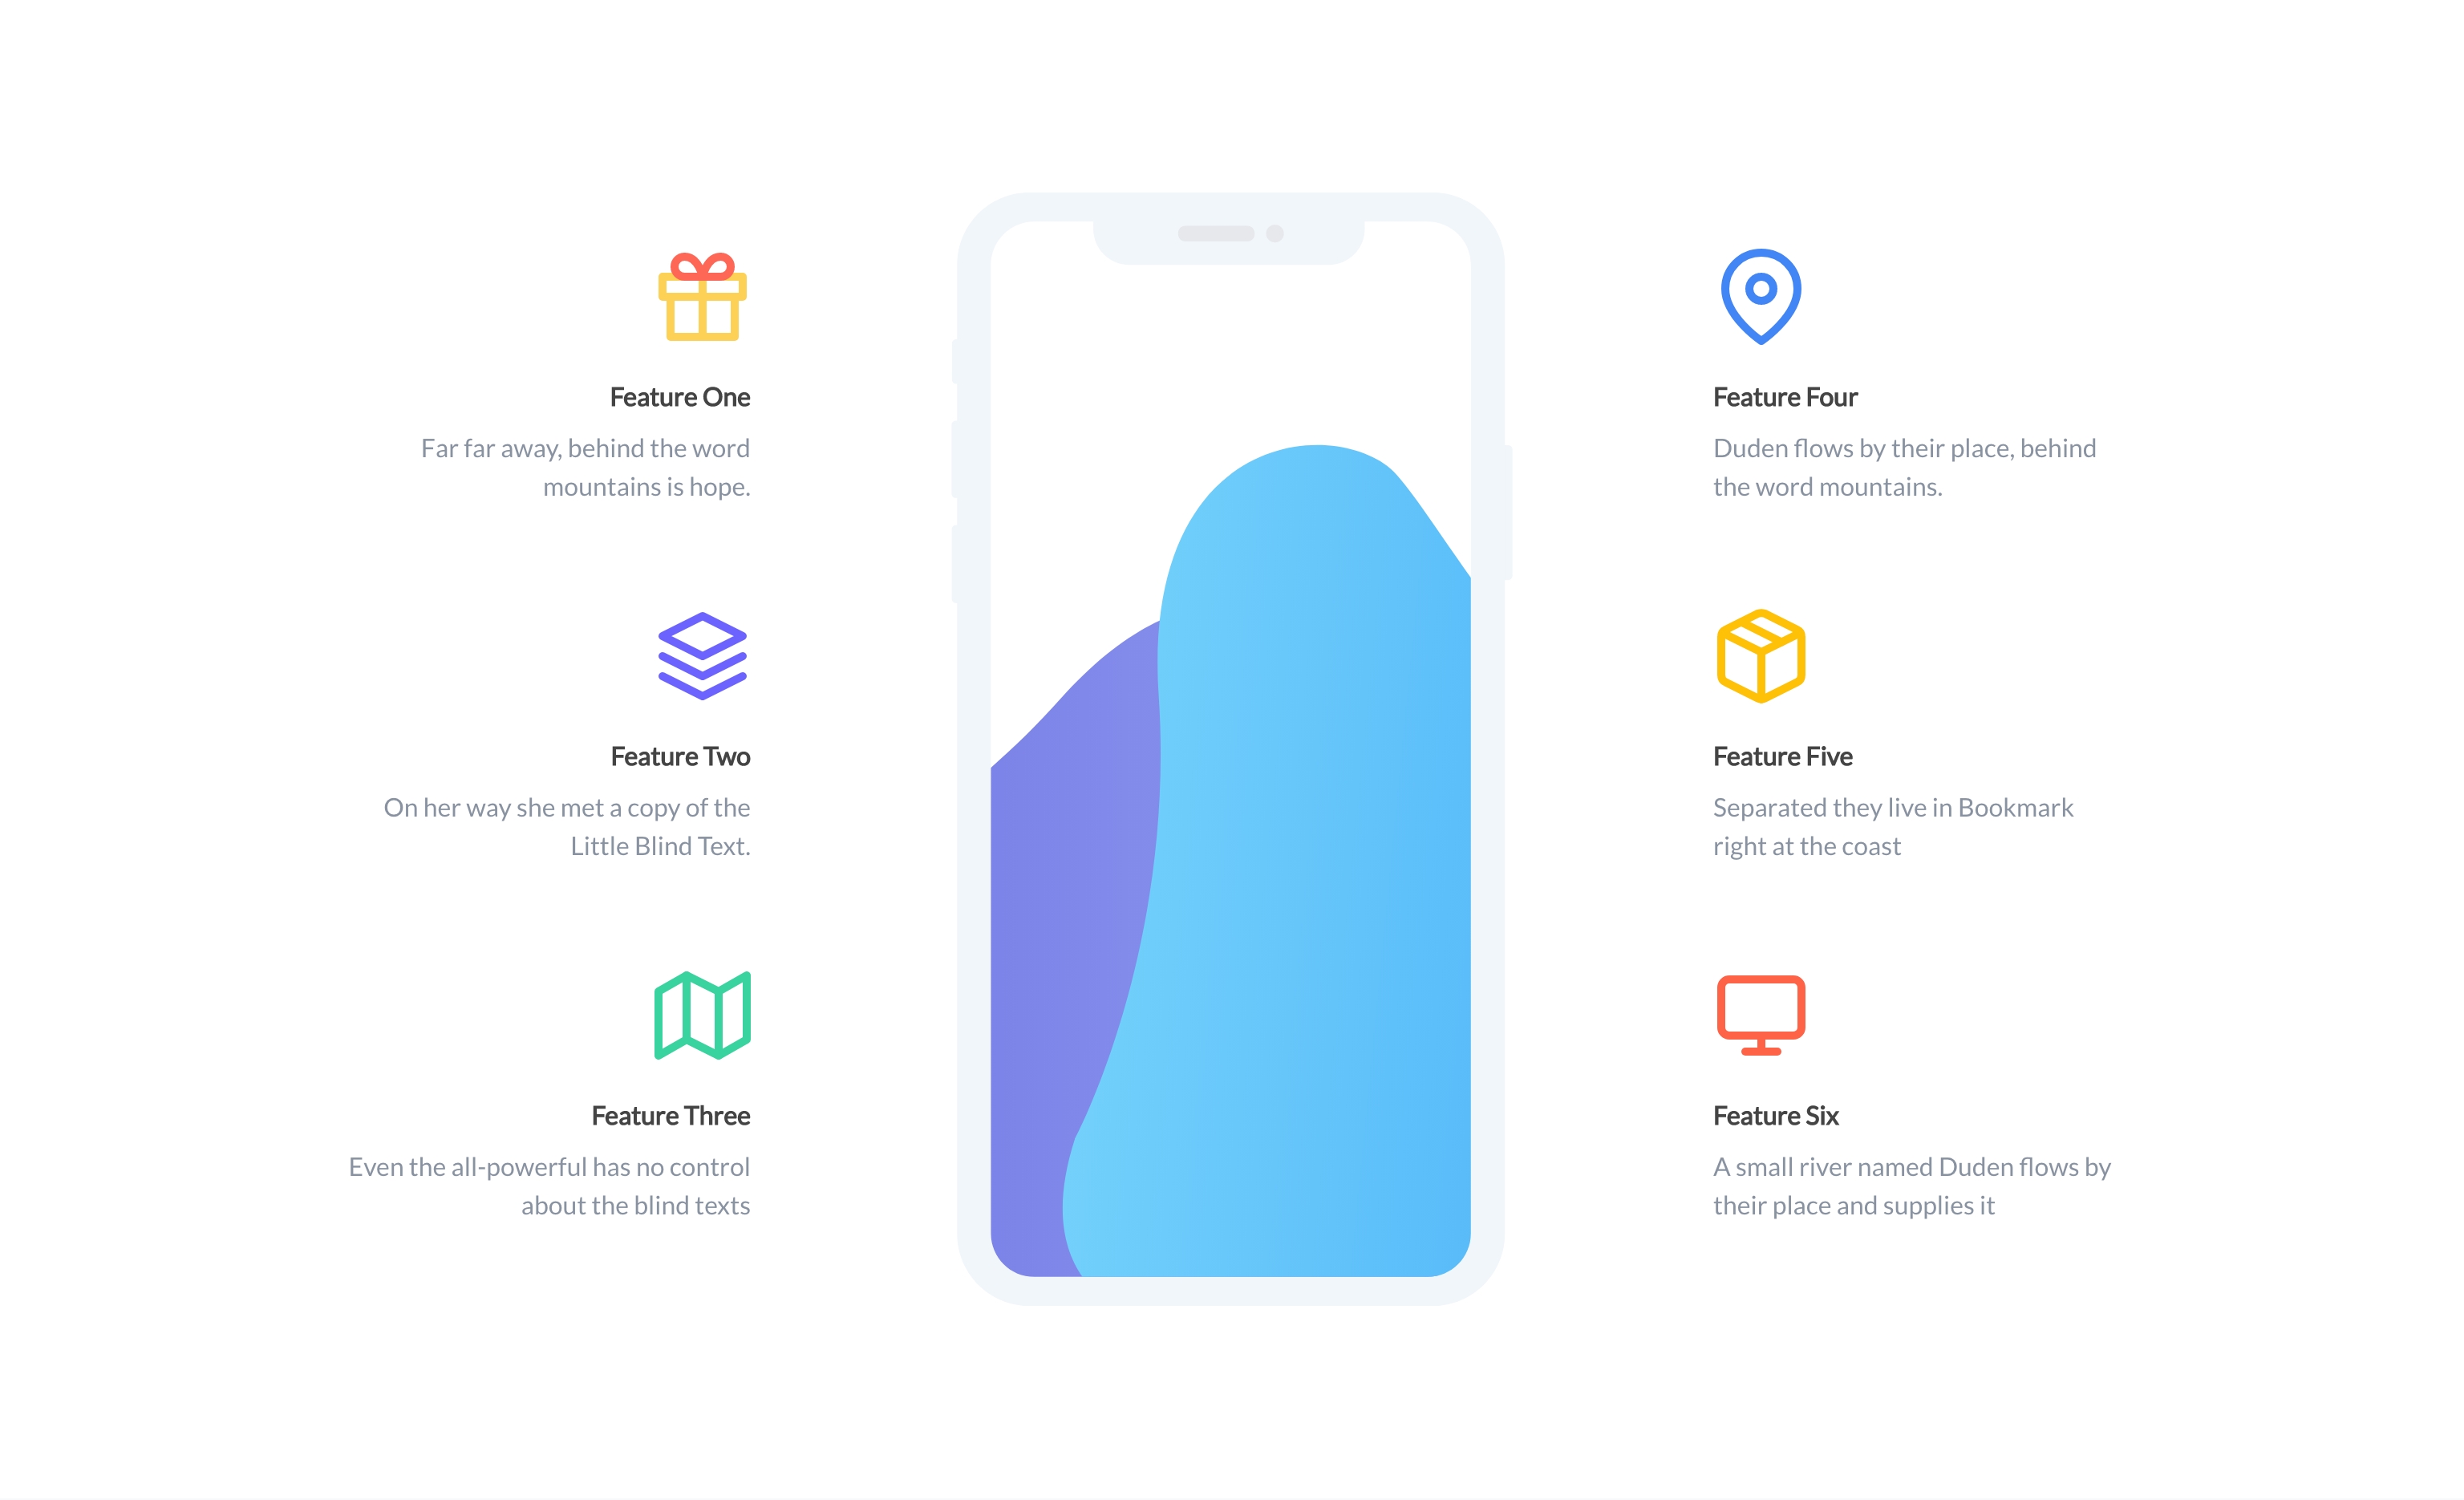 Feature One
Far far away, behind the word
mountains is hope.
Feature Two
On her way she met a copy of the
Little Blind Text.
Feature Three
Even the all-powerful has no control
about the blind texts
Feature Four
Duden flows by their place, behind
the word mountains.
Feature Five
Separated they live in Bookmark
right at the coast
Feature Six
A small river named Duden flows by
their place and supplies it